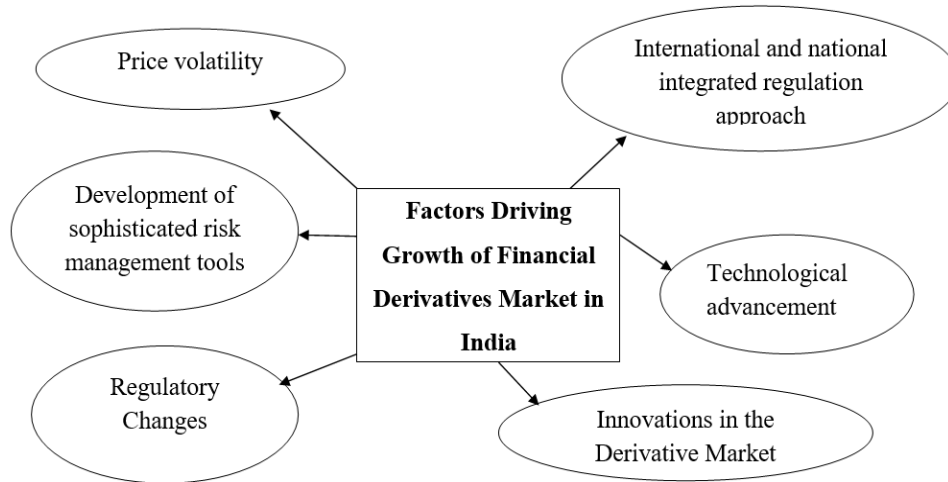 Price volatility
International and national
integrated regulation
approach
Development of
sophisticated risk
management tools
Factors Driving
Growth of Financial
Derivatives Market in
India
Technological
advancement
Regulatory
Changes
Innovations in the
Derivative Market